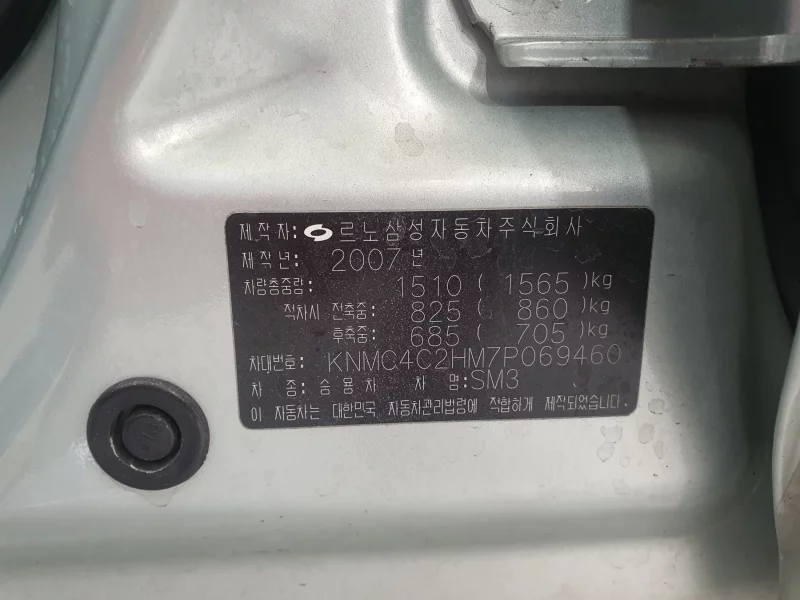 제작자: 르노삼성자동차주식회사
제작년: 2007년
차량총중량: 1510 ( 1565 )kg
적차시 전축중: 825 ( 860 )kg
후축중: 685 ( 705 )kg
차대번호: KNMC4C2HM7P069460
차 종: 승용차 차 명: SM3
이 자동차는 대한민국 자동차관리법령에 적합하게 제작되었습니다.